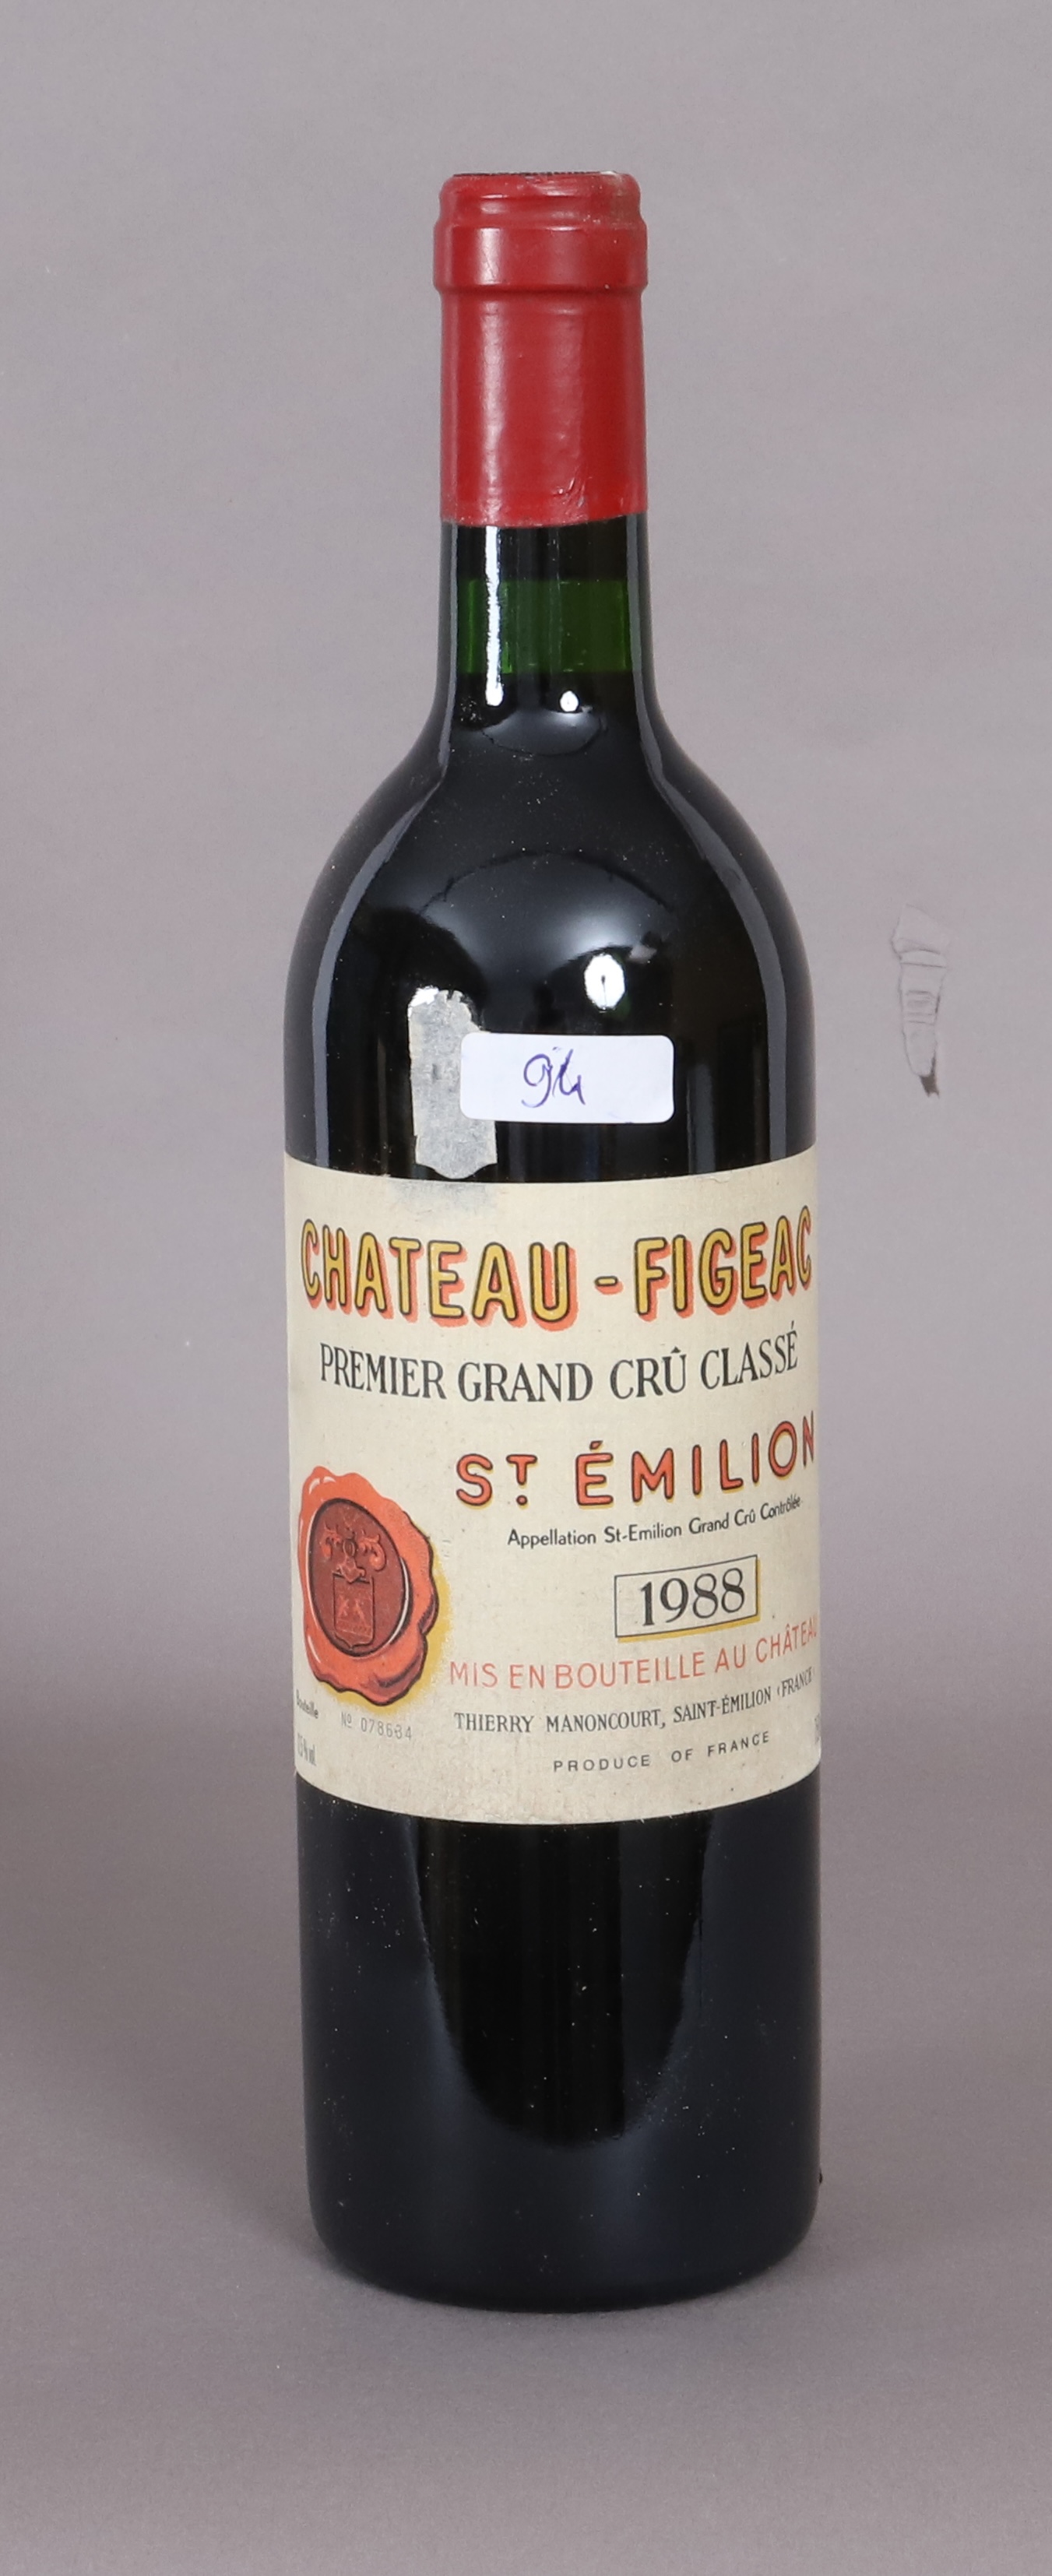 94
CHATEAU - FIGEAC
PREMIER GRAND CRÛ CLASSÉ
ST ÉMILION
Appellation St-Emilion Grand Crû Contrôlée
1988
MIS EN BOUTEILLE AU CHÂTEAU
THIERRY MANONCOURT, SAINT-ÉMILION (FRANCE
Bouteille Nº 078684
PRODUCE OF FRANCE